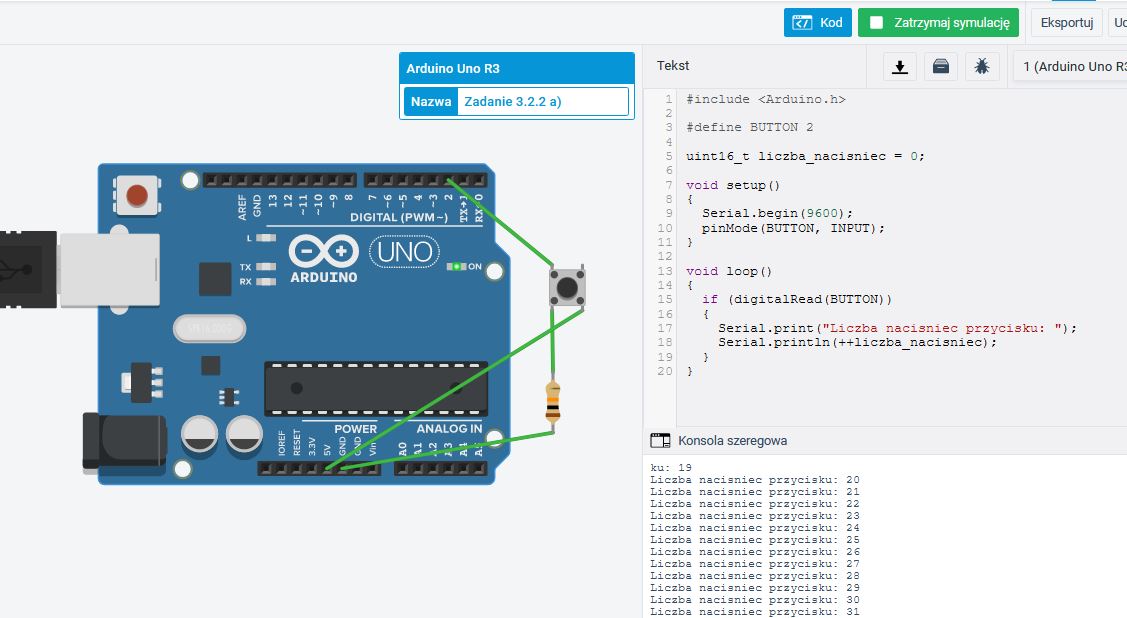 Kod
Zatrzymaj symulację
Eksportuj
Arduino Uno R3
Nazwa
Zadanie 3.2.2 a)
Tekst
1 (Arduino Uno R3
1 #include <Arduino.h>
2
3 #define BUTTON 2
4
5 uint16_t liczba_nacisniec = 0;
6
7 void setup()
8 {
9 Serial.begin(9600);
10 pinMode(BUTTON, INPUT);
11 }
12
13 void loop()
14 {
15 if (digitalRead(BUTTON))
16 {
17 Serial.print("Liczba nacisniec przycisku: ");
18 Serial.println(++liczba_nacisniec);
19 }
20 }
AREF
GND
13
12
~11
~10
~9
8
7
~6
~5
4
~3
2
TX→1
RX←0
DIGITAL (PWM~)
L
TX
RX
ARDUINO
UNO
ON
POWER
ANALOG IN
IOREF
RESET
3.3V
5V
GND
GND
Vin
A0
A1
A2
A3
Konsola szeregowa
ku: 19
Liczba nacisniec przycisku: 20
Liczba nacisniec przycisku: 21
Liczba nacisniec przycisku: 22
Liczba nacisniec przycisku: 23
Liczba nacisniec przycisku: 24
Liczba nacisniec przycisku: 25
Liczba nacisniec przycisku: 26
Liczba nacisniec przycisku: 27
Liczba nacisniec przycisku: 28
Liczba nacisniec przycisku: 29
Liczba nacisniec przycisku: 30
Liczba nacisniec przycisku: 31